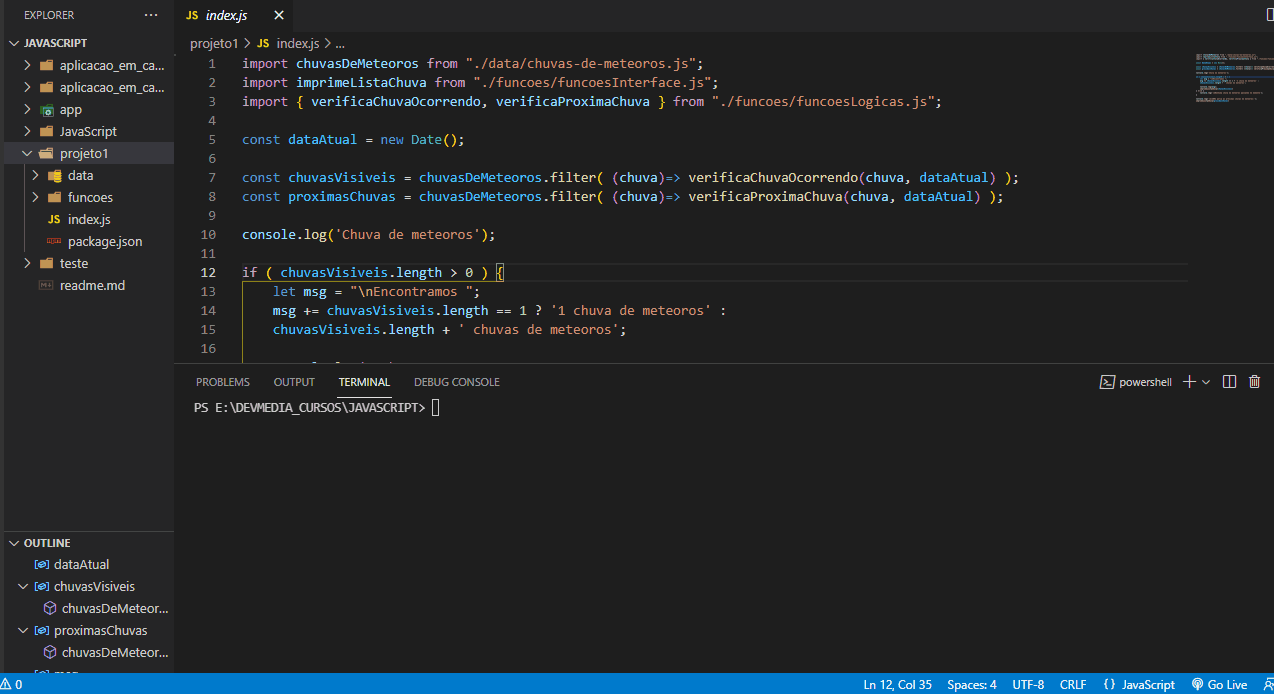 EXPLORER
JAVASCRIPT
aplicacao_em_ca...
aplicacao_em_ca...
app
JavaScript
projeto1
data
funcoes
JS index.js
package.json
teste
readme.md
OUTLINE
dataAtual
chuvasVisiveis
chuvasDeMeteor...
proximasChuvas
chuvasDeMeteor...
JS index.js
projeto1 > JS index.js > ...
1 import chuvasDeMeteoros from "./data/chuvas-de-meteoros.js";
2 import imprimeListaChuva from "./funcoes/funcoesInterface.js";
3 import { verificaChuvaOcorrendo, verificaProximaChuva } from "./funcoes/funcoesLogicas.js";
4
5 const dataAtual = new Date();
6
7 const chuvasVisiveis = chuvasDeMeteoros.filter( (chuva)=> verificaChuvaOcorrendo(chuva, dataAtual) );
8 const proximasChuvas = chuvasDeMeteoros.filter( (chuva)=> verificaProximaChuva(chuva, dataAtual) );
9
10 console.log('Chuva de meteoros');
11
12 if ( chuvasVisiveis.length > 0 ) {
13 let msg = "\nEncontramos ";
14 msg += chuvasVisiveis.length == 1 ? '1 chuva de meteoros' :
15 chuvasVisiveis.length + ' chuvas de meteoros';
16
PROBLEMS OUTPUT TERMINAL DEBUG CONSOLE powershell
PS E:\DEVMEDIA_CURSOS\JAVASCRIPT>
0 Ln 12, Col 35 Spaces: 4 UTF-8 CRLF {} JavaScript Go Live